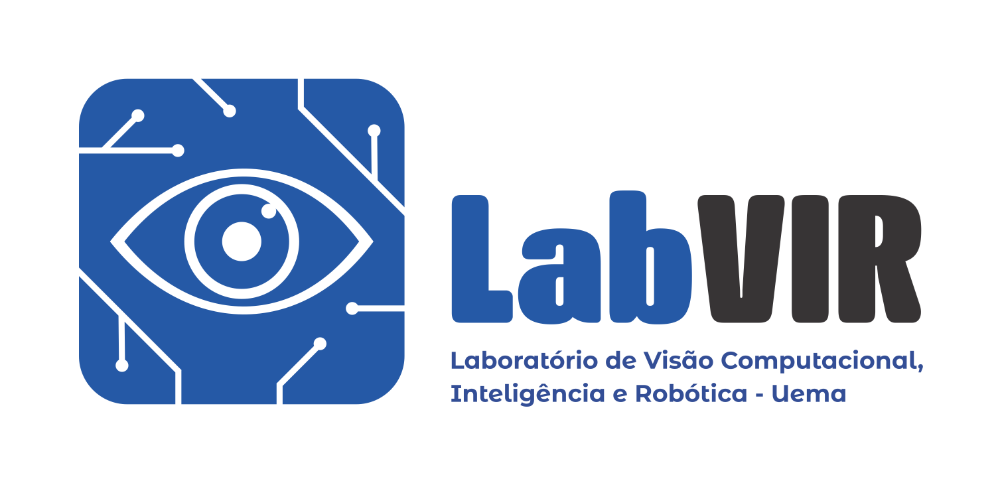 LabVIR
Laboratório de Visão Computacional,
Inteligência e Robótica - Uema